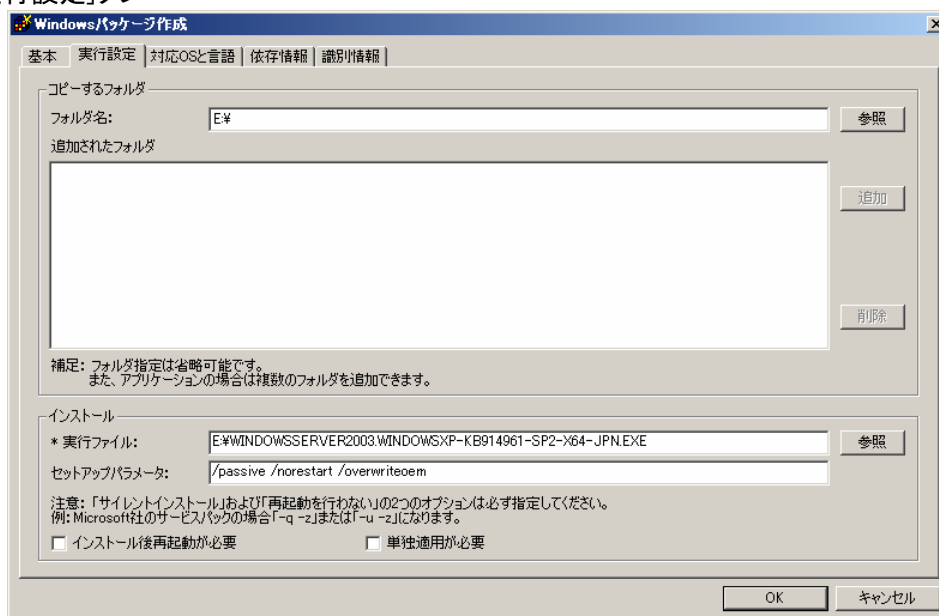 Windowsパッケージ作成
基本 実行設定 対応OSと言語 依存情報 識別情報
コピーするフォルダ
フォルダ名: E:¥ 参照
追加されたフォルダ
追加
削除
補足: フォルダ指定は省略可能です。
また、アプリケーションの場合は複数のフォルダを追加できます。
インストール
* 実行ファイル: E:¥WINDOWSSERVER2003.WINDOWSXP-KB914961-SP2-X64-JPN.EXE 参照
セットアップパラメータ: /passive /norestart /overwriteoem
注意: 「サイレントインストール」および「再起動を行わない」の2つのオプションは必ず指定してください。
例: Microsoft社のサービスパックの場合「-q -z」または「-u -z」になります。
インストール後再起動が必要 単独適用が必要
OK キャンセル